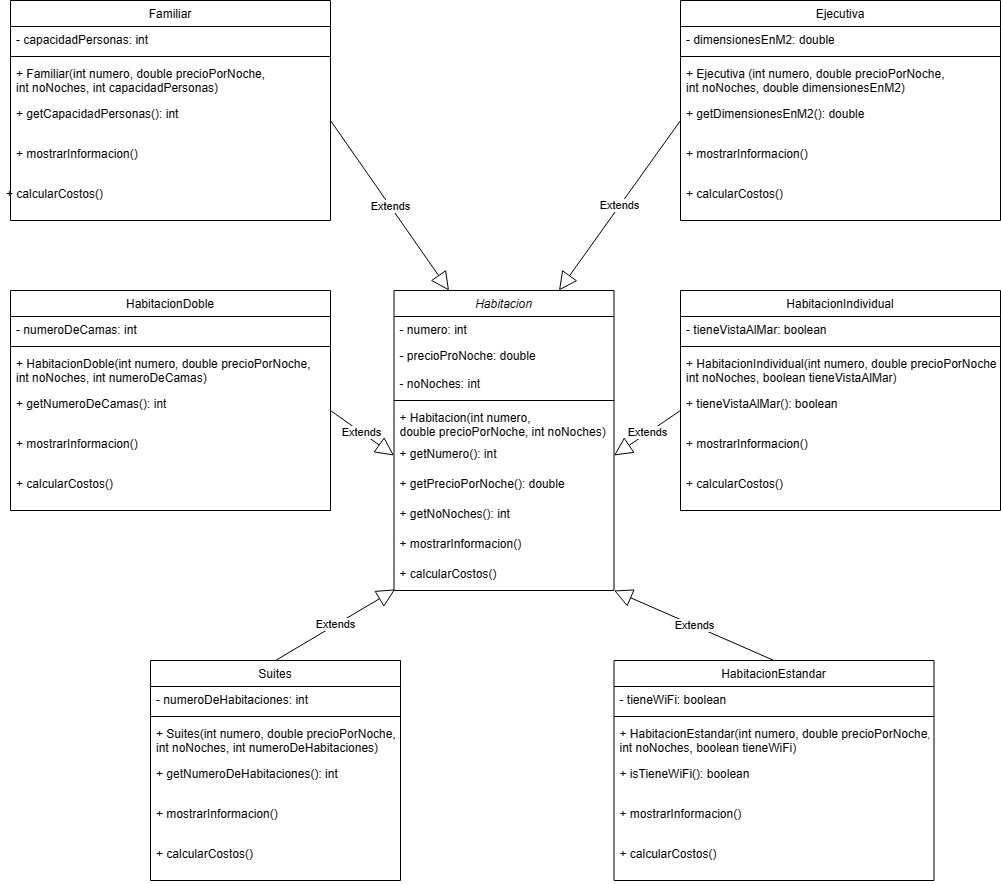 Familiar
- capacidadPersonas: int
+ Familiar(int numero, double precioPorNoche,
int noNoches, int capacidadPersonas)
+ getCapacidadPersonas(): int
+ mostrarInformacion()
+ calcularCostos()
Ejecutiva
- dimensionesEnM2: double
+ Ejecutiva (int numero, double precioPorNoche,
int noNoches, double dimensionesEnM2)
+ getDimensionesEnM2(): double
+ mostrarInformacion()
+ calcularCostos()
Extends
Extends
HabitacionDoble
- numeroDeCamas: int
+ HabitacionDoble(int numero, double precioPorNoche,
int noNoches, int numeroDeCamas)
+ getNumeroDeCamas(): int
+ mostrarInformacion()
+ calcularCostos()
Extends
Habitacion
- numero: int
- precioProNoche: double
- noNoches: int
+ Habitacion(int numero,
double precioPorNoche, int noNoches)
+ getNumero(): int
+ getPrecioPorNoche(): double
+ getNoNoches(): int
+ mostrarInformacion()
+ calcularCostos()
Extends
HabitacionIndividual
- tieneVistaAlMar: boolean
+ HabitacionIndividual(int numero, double precioPorNoche
int noNoches, boolean tieneVistaAlMar)
+ tieneVistaAlMar(): boolean
+ mostrarInformacion()
+ calcularCostos()
Extends
Extends
Suites
- numeroDeHabitaciones: int
+ Suites(int numero, double precioPorNoche,
int noNoches, int numeroDeHabitaciones)
+ getNumeroDeHabitaciones(): int
+ mostrarInformacion()
+ calcularCostos()
HabitacionEstandar
- tieneWiFi: boolean
+ HabitacionEstandar(int numero, double precioPorNoche,
int noNoches, boolean tieneWiFi)
+ isTieneWiFi(): boolean
+ mostrarInformacion()
+ calcularCostos()